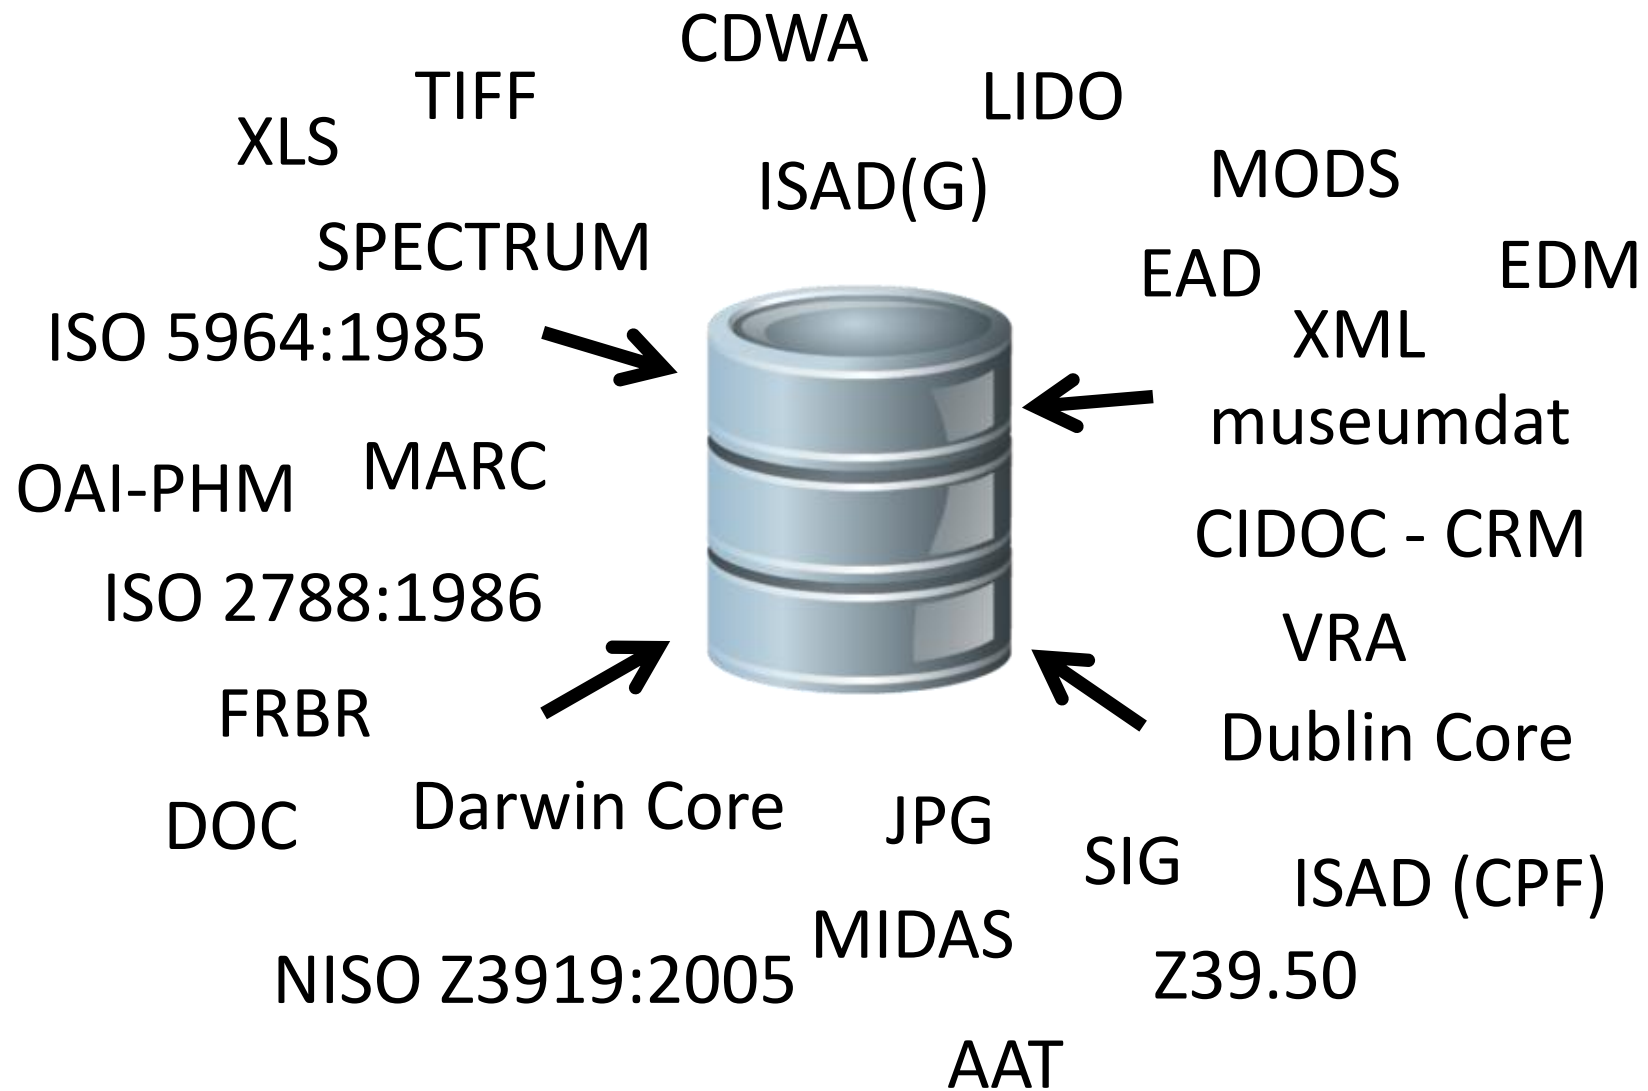 CDWA
TIFF
LIDO
XLS
ISAD(G)
MODS
SPECTRUM
EAD
EDM
ISO 5964:1985
XML
museumdat
MARC
OAI-PHM
CIDOC - CRM
ISO 2788:1986
VRA
FRBR
Dublin Core
Darwin Core
JPG
DOC
SIG
ISAD (CPF)
MIDAS
NISO Z3919:2005
Z39.50
AAT